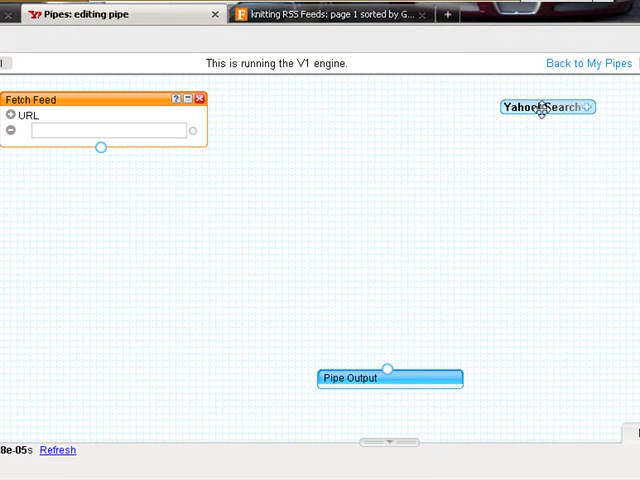 Pipes: editing pipe
knitting RSS Feeds: page 1 sorted by G...
This is running the V1 engine.
Back to My Pipes
Fetch Feed
URL
Yahoo! Search
Pipe Output
8e-05s Refresh